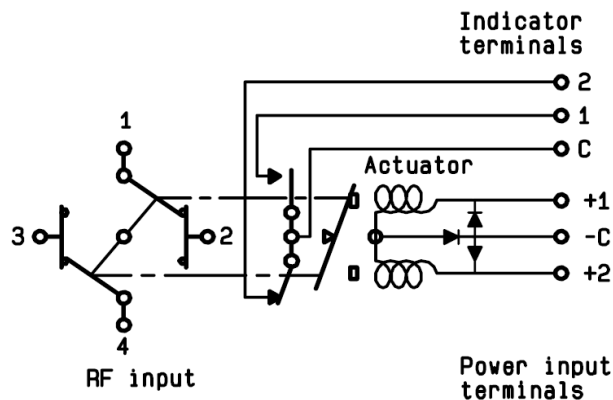 Indicator
terminals
2
1
C
1
Actuator
+1
3
2
-C
+2
4
RF input
Power input
terminals